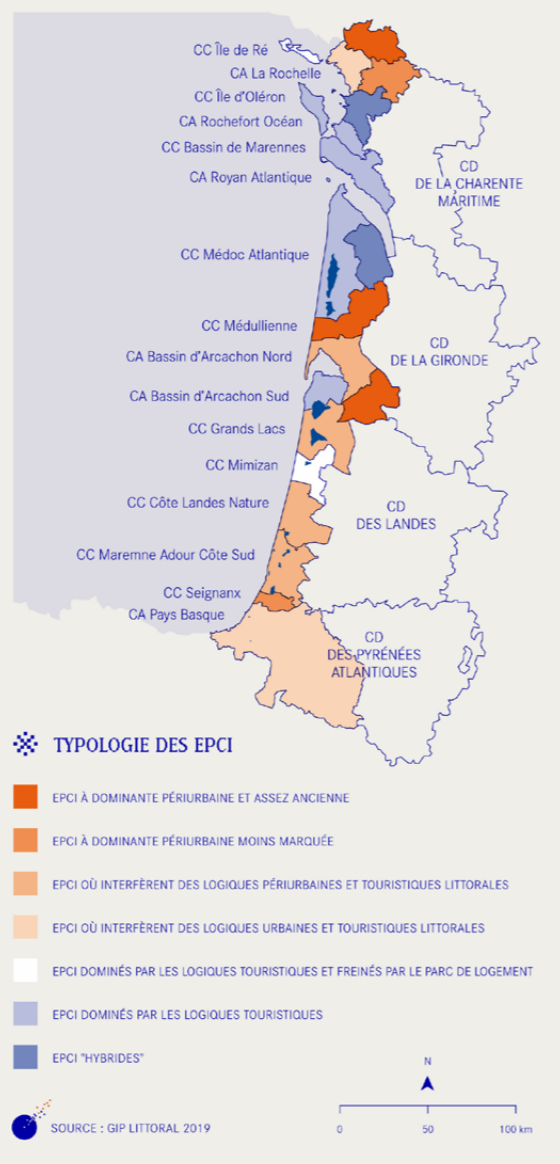 CC Île de Ré
CA La Rochelle
CC Île d'Oléron
CA Rochefort Océan
CC Bassin de Marennes
CA Royan Atlantique
CD
DE LA CHARENTE
MARITIME
CC Médoc Atlantique
CC Médullienne
CD
DE LA GIRONDE
CA Bassin d'Arcachon Nord
CA Bassin d'Arcachon Sud
CC Grands Lacs
CC Mimizan
CC Côte Landes Nature
CD
DES LANDES
CC Maremne Adour Côte Sud
CC Seignanx
CA Pays Basque
CD
DES PYRÉNÉES
ATLANTIQUES
TYPOLOGIE DES EPCI
EPCI À DOMINANTE PÉRIURBAINE ET ASSEZ ANCIENNE
EPCI À DOMINANTE PÉRIURBAINE MOINS MARQUÉE
EPCI OÙ INTERFÈRENT DES LOGIQUES PÉRIURBAINES ET TOURISTIQUES LITTORALES
EPCI OÙ INTERFÈRENT DES LOGIQUES URBAINES ET TOURISTIQUES LITTORALES
EPCI DOMINÉS PAR LES LOGIQUES TOURISTIQUES ET FREINÉS PAR LE PARC DE LOGEMENT
EPCI DOMINÉS PAR LES LOGIQUES TOURISTIQUES
EPCI "HYBRIDES"
N
SOURCE : GIP LITTORAL 2019
0 50 100 km